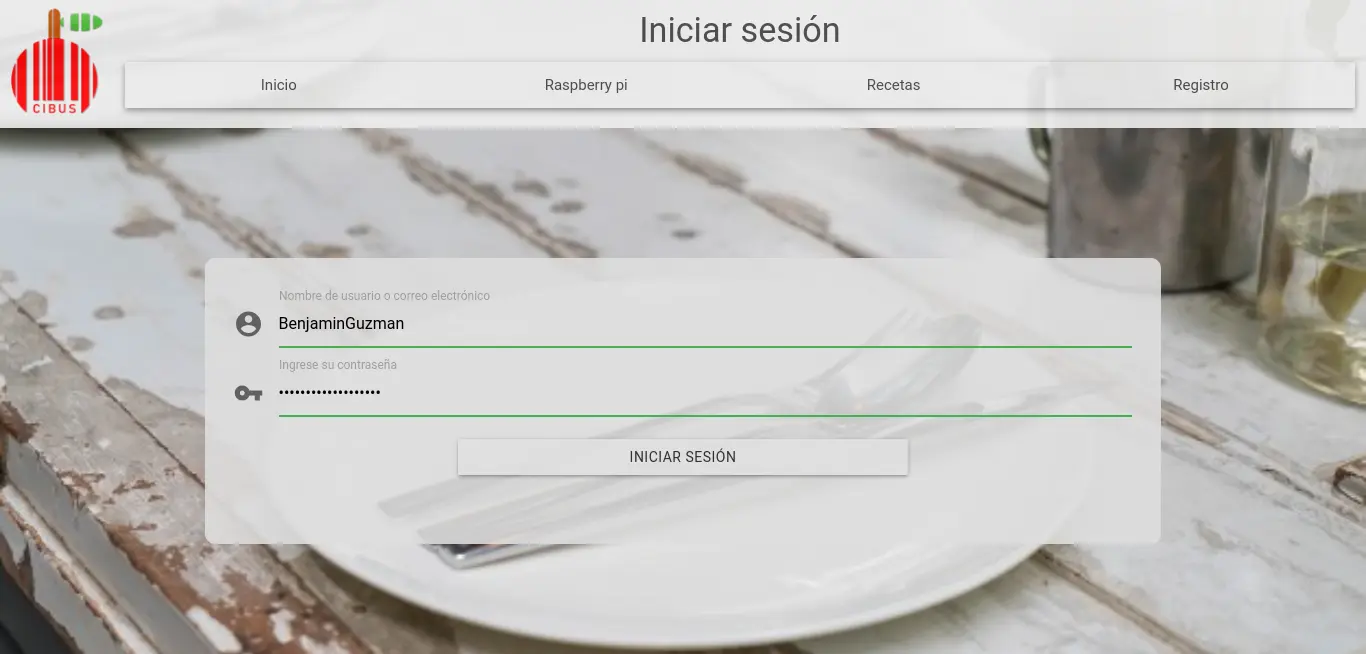 Iniciar sesión
Inicio
Raspberry pi
Recetas
Registro
CIBUS
Nombre de usuario o correo electrónico
BenjaminGuzman
Ingrese su contraseña
•••••••••••••••••••
INICIAR SESIÓN